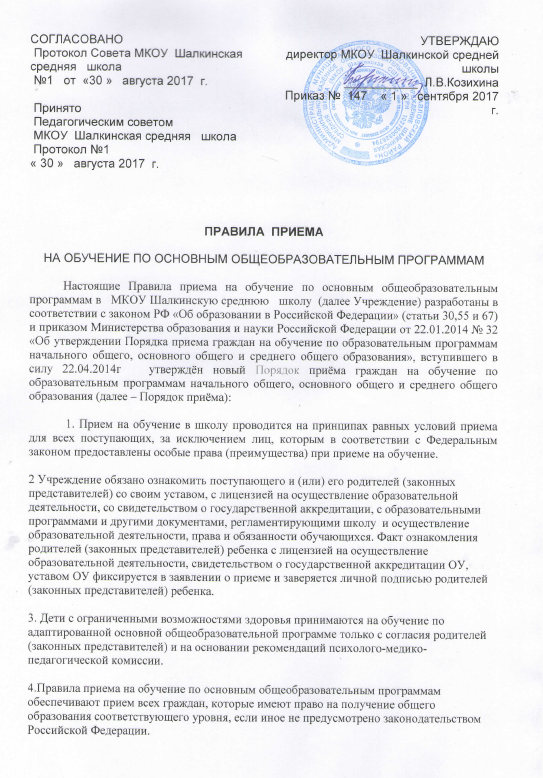 СОГЛАСОВАНО
Протокол Совета МКОУ Шалкинская
средняя школа
№1 от «30 » августа 2017 г.
Принято
Педагогическим советом
МКОУ Шалкинская средняя школа
Протокол №1
« 30 » августа 2017 г.
УТВЕРЖДАЮ
директор МКОУ Шалкинской средней
школы
Л.В.Козихина
Приказ № 147 « 1 » сентября 2017
г.
ПРАВИЛА ПРИЕМА
НА ОБУЧЕНИЕ ПО ОСНОВНЫМ ОБЩЕОБРАЗОВАТЕЛЬНЫМ ПРОГРАММАМ
Настоящие Правила приема на обучение по основным общеобразовательным
программам в МКОУ Шалкинскую среднюю школу (далее Учреждение) разработаны в
соответствии с законом РФ «Об образовании в Российской Федерации» (статьи 30,55 и 67)
и приказом Министерства образования и науки Российской Федерации от 22.01.2014 № 32
«Об утверждении Порядка приема граждан на обучение по образовательным программам
начального общего, основного общего и среднего общего образования», вступившего в
силу 22.04.2014г утверждён новый Порядок приёма граждан на обучение по
образовательным программам начального общего, основного общего и среднего общего
образования (далее – Порядок приёма):
1. Прием на обучение в школу проводится на принципах равных условий приема
для всех поступающих, за исключением лиц, которым в соответствии с Федеральным
законом предоставлены особые права (преимущества) при приеме на обучение.
2 Учреждение обязано ознакомить поступающего и (или) его родителей (законных
представителей) со своим уставом, с лицензией на осуществление образовательной
деятельности, со свидетельством о государственной аккредитации, с образовательными
программами и другими документами, регламентирующими школу и осуществление
образовательной деятельности, права и обязанности обучающихся. Факт ознакомления
родителей (законных представителей) ребенка с лицензией на осуществление
образовательной деятельности, свидетельством о государственной аккредитации ОУ,
уставом ОУ фиксируется в заявлении о приеме и заверяется личной подписью родителей
(законных представителей) ребенка.
3. Дети с ограниченными возможностями здоровья принимаются на обучение по
адаптированной основной общеобразовательной программе только с согласия родителей
(законных представителей) и на основании рекомендаций психолого-медико-
педагогической комиссии.
4.Правила приема на обучение по основным общеобразовательным программам
обеспечивают прием всех граждан, которые имеют право на получение общего
образования соответствующего уровня, если иное не предусмотрено законодательством
Российской Федерации.